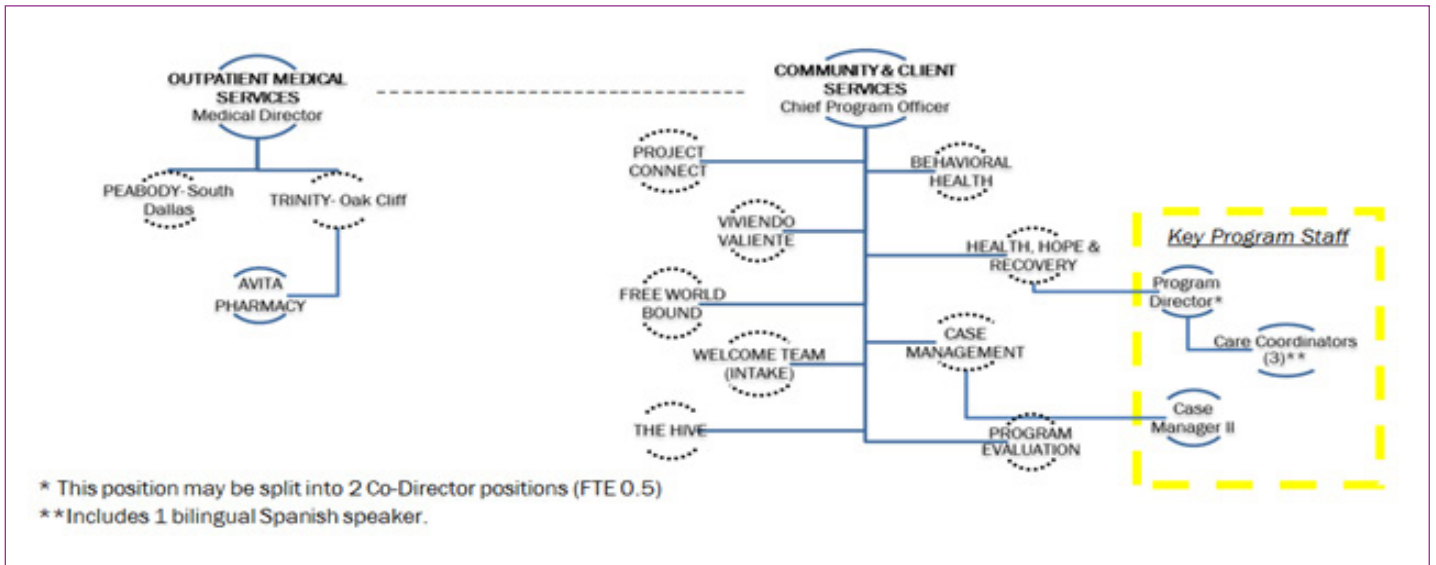 OUTPATIENT MEDICAL
SERVICES
Medical Director
PEABODY- South
Dallas
TRINITY- Oak Cliff
AVITA
PHARMACY
COMMUNITY & CLIENT
SERVICES
Chief Program Officer
PROJECT
CONNECT
BEHAVIORAL
HEALTH
VIVIENDO
VALIENTE
HEALTH, HOPE &
RECOVERY
FREE WORLD
BOUND
CASE
MANAGEMENT
WELCOME TEAM
(INTAKE)
THE HIVE
PROGRAM
EVALUATION
Key Program Staff
Program
Director*
Care Coordinators
(3)**
Case
Manager II
* This position may be split into 2 Co-Director positions (FTE 0.5)
**Includes 1 bilingual Spanish speaker.